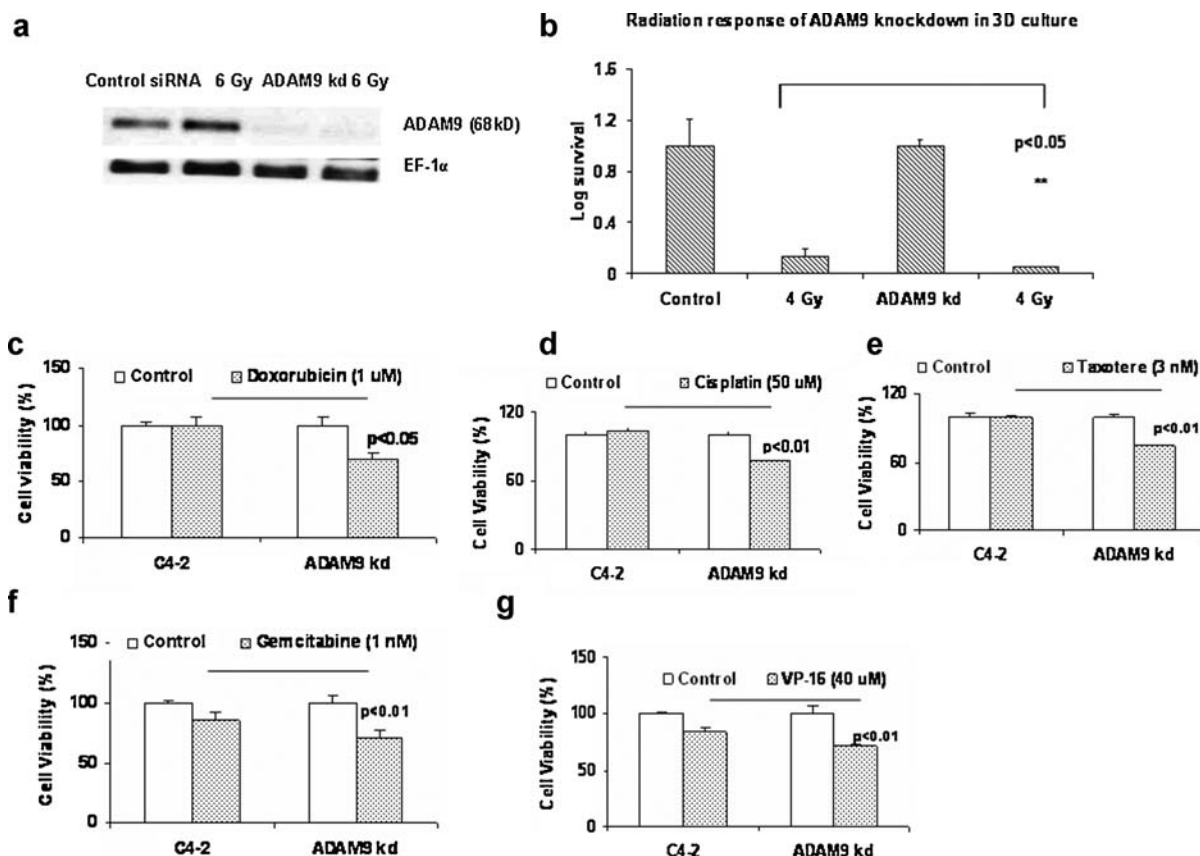 a
Control siRNA 6 Gy ADAM9 kd 6 Gy
ADAM9 (68kD)
EF-1α
b
Radiation response of ADAM9 knockdown in 3D culture
Log survival
1.6
1.2
0.8
0.4
0
p<0.05
**
Control 4 Gy ADAM9 kd 4 Gy
c
Cell viability (%)
150
100
50
0
Control Doxorubicin (1 uM)
p<0.05
C4-2 ADAM9 kd
d
Cell Viability (%)
120
60
0
Control Cisplatin (50 uM)
p<0.01
C4-2 ADAM9 kd
e
Cell Viability (%)
120
60
0
Control Taxotere (3 nM)
p<0.01
C4-2 ADAM9 kd
f
Cell Viability (%)
150
100
50
0
Control Gemcitabine (1 nM)
p<0.01
C4-2 ADAM9 kd
g
Cell Viability (%)
150
100
50
0
Control VP-16 (40 uM)
p<0.01
C4-2 ADAM9 kd